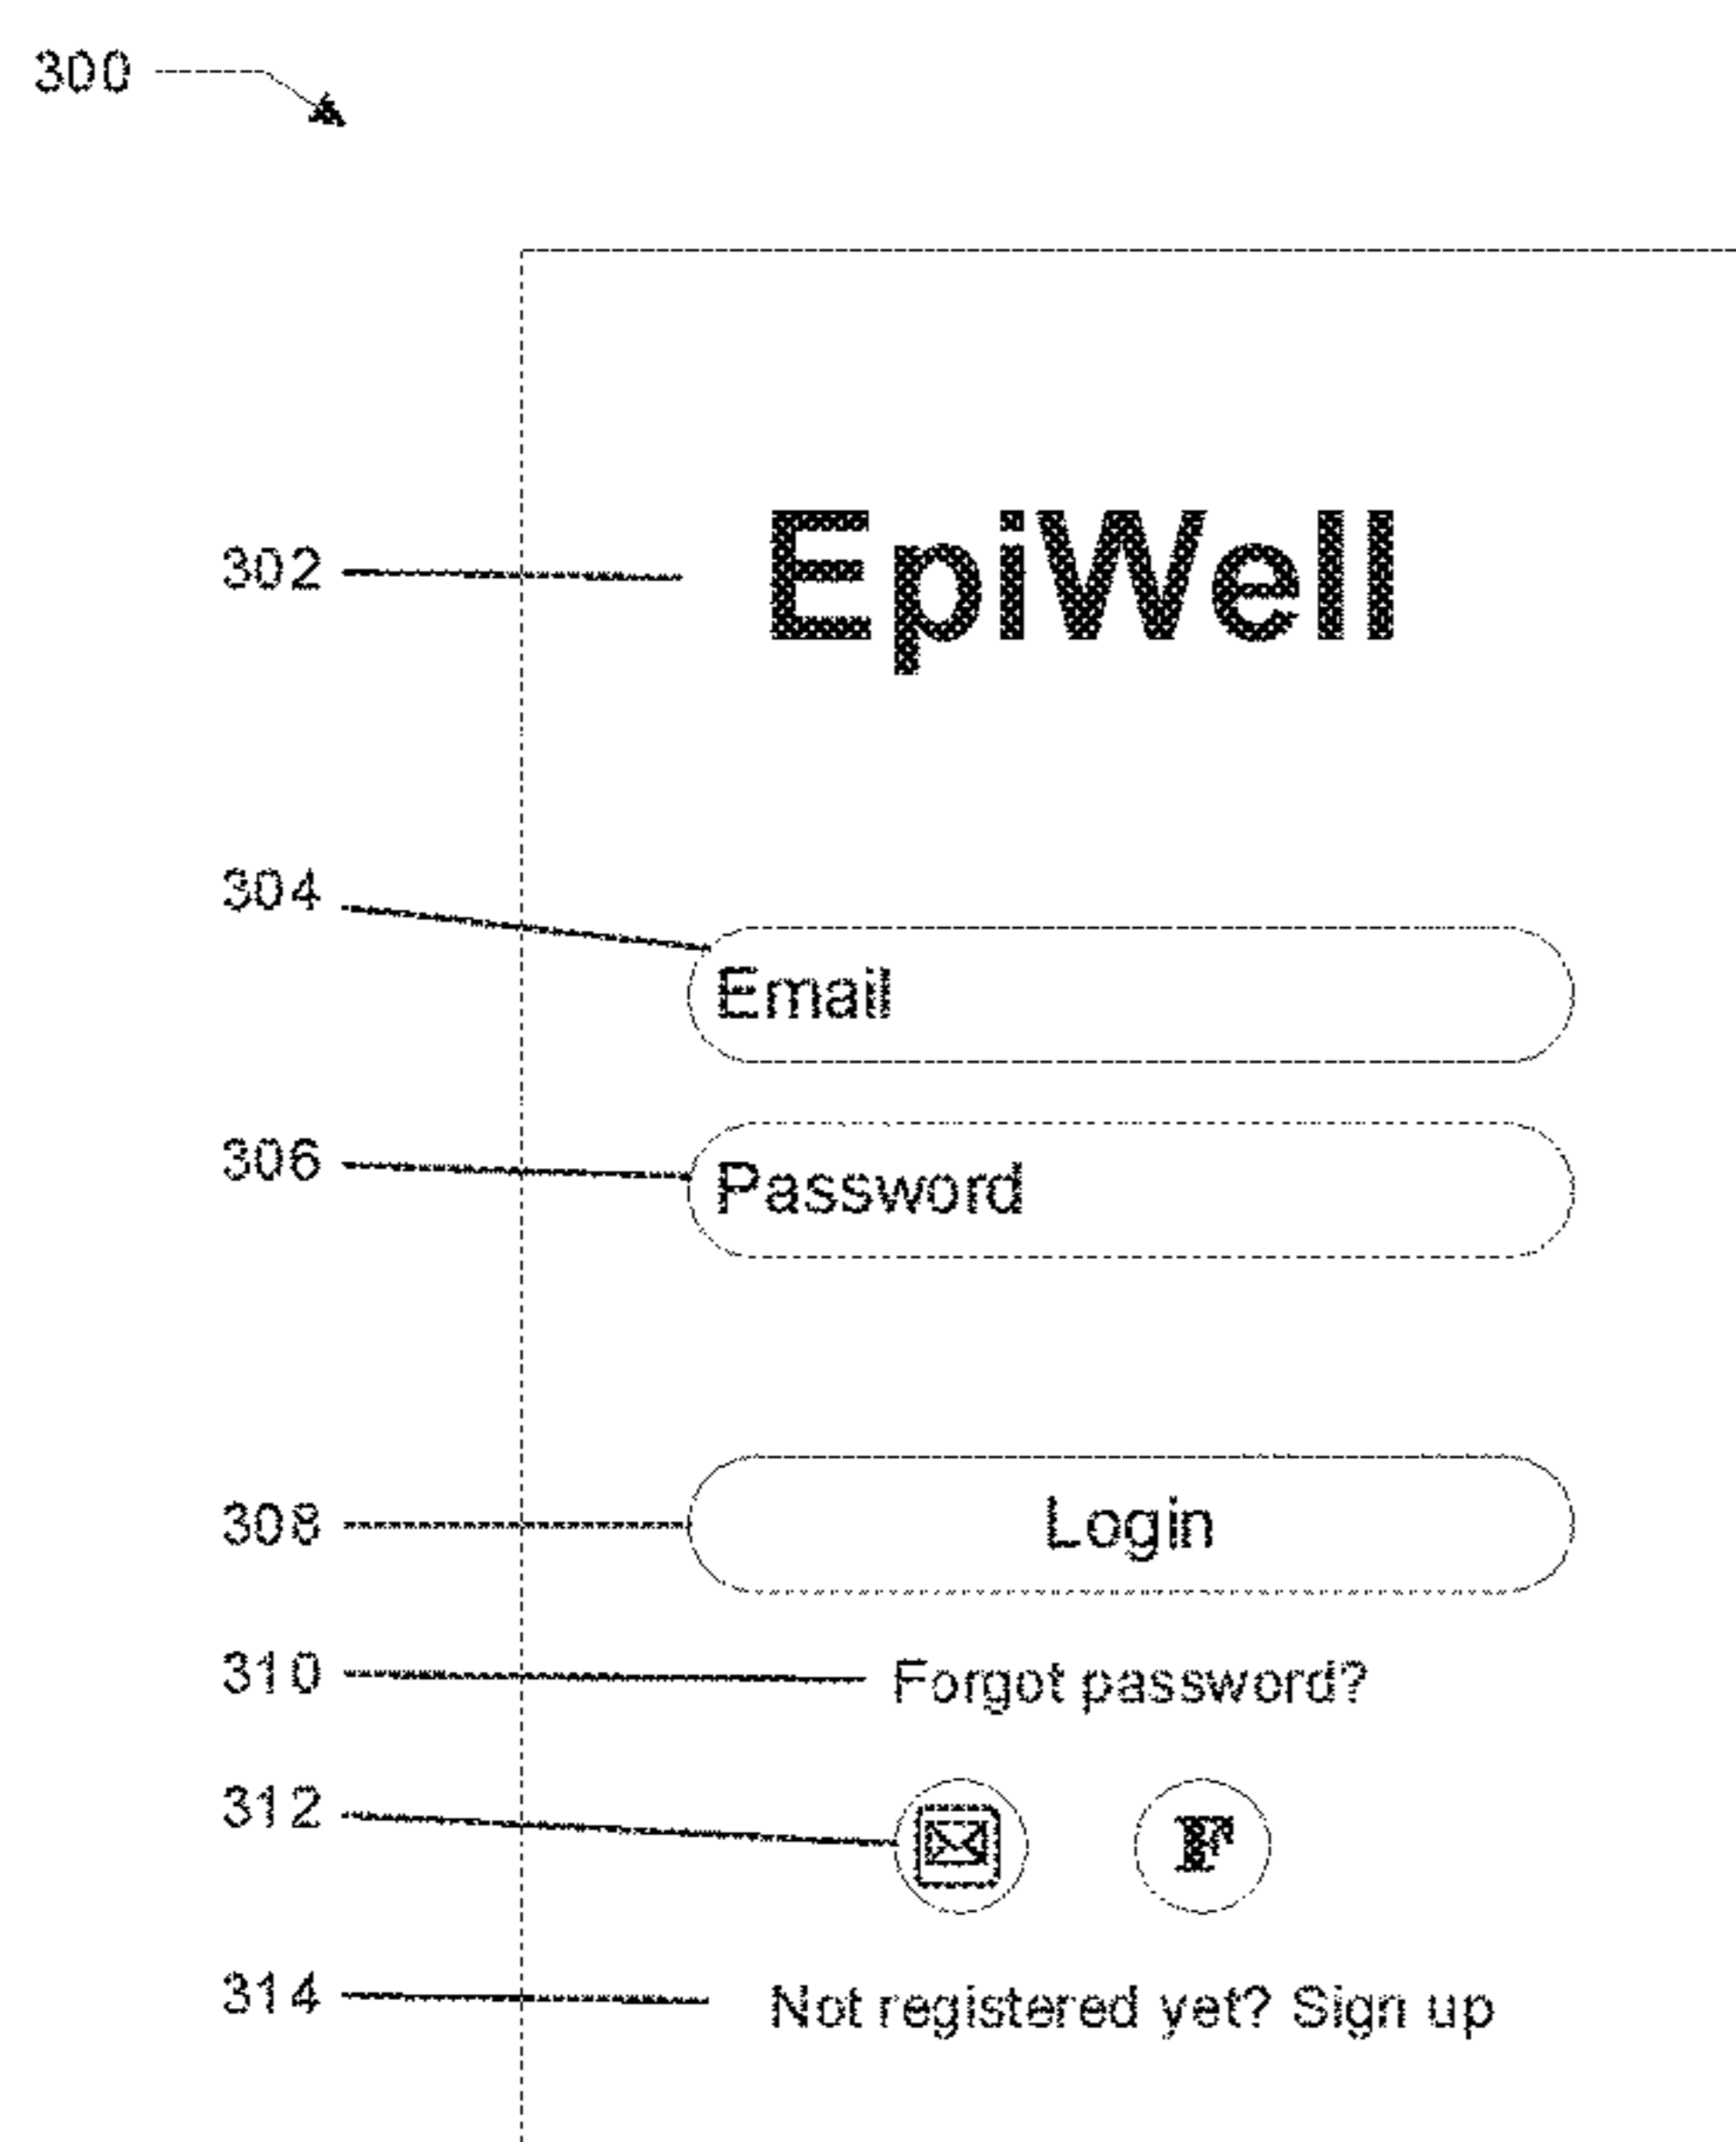 300
302 EpiWell
304
Email
306 Password
308 Login
310 Forgot password?
312 F
314 Not registered yet? Sign up